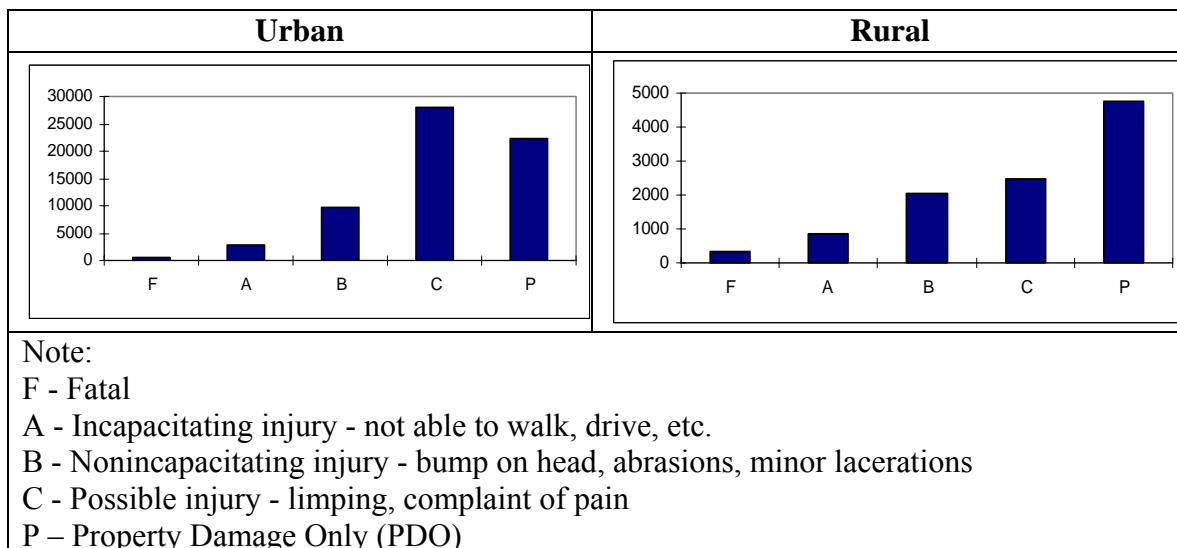 Urban Rural
30000
25000
20000
15000
10000
5000
0
F A B C P
5000
4000
3000
2000
1000
0
F A B C P
Note:
F - Fatal
A - Incapacitating injury - not able to walk, drive, etc.
B - Nonincapacitating injury - bump on head, abrasions, minor lacerations
C - Possible injury - limping, complaint of pain
P – Property Damage Only (PDO)